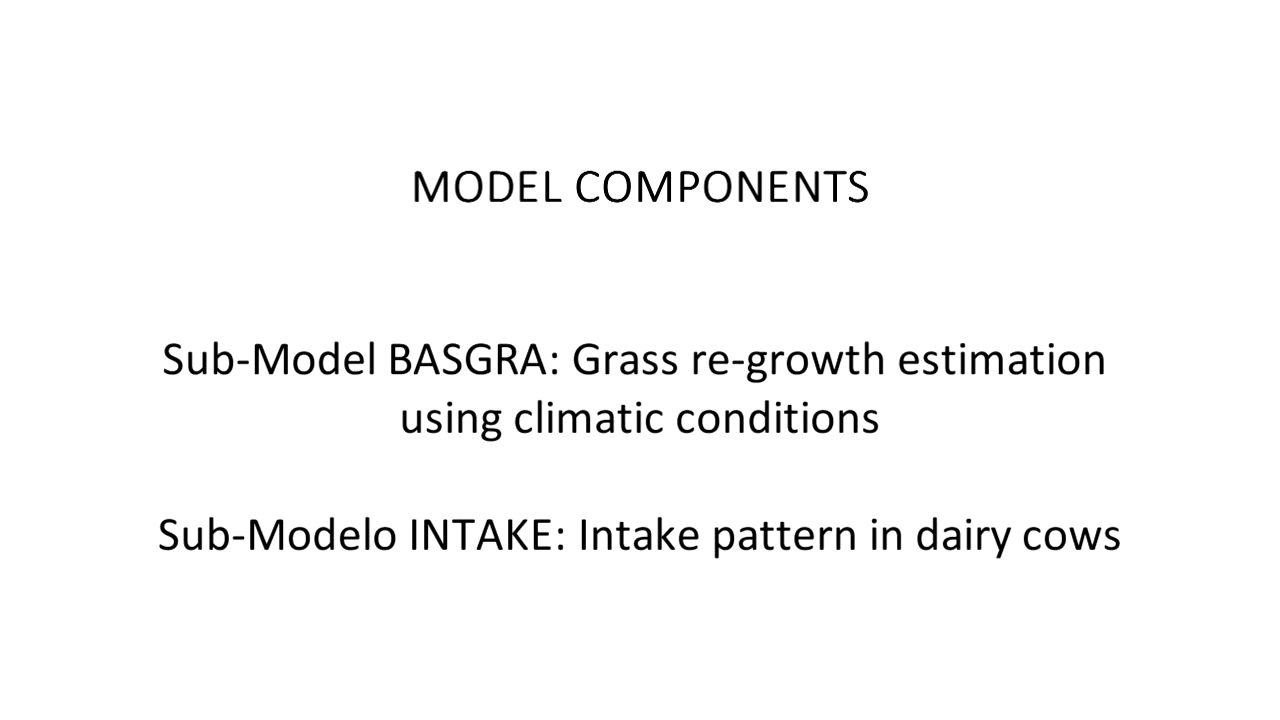 MODEL COMPONENTS
Sub-Model BASGRA: Grass re-growth estimation
using climatic conditions
Sub-Modelo INTAKE: Intake pattern in dairy cows